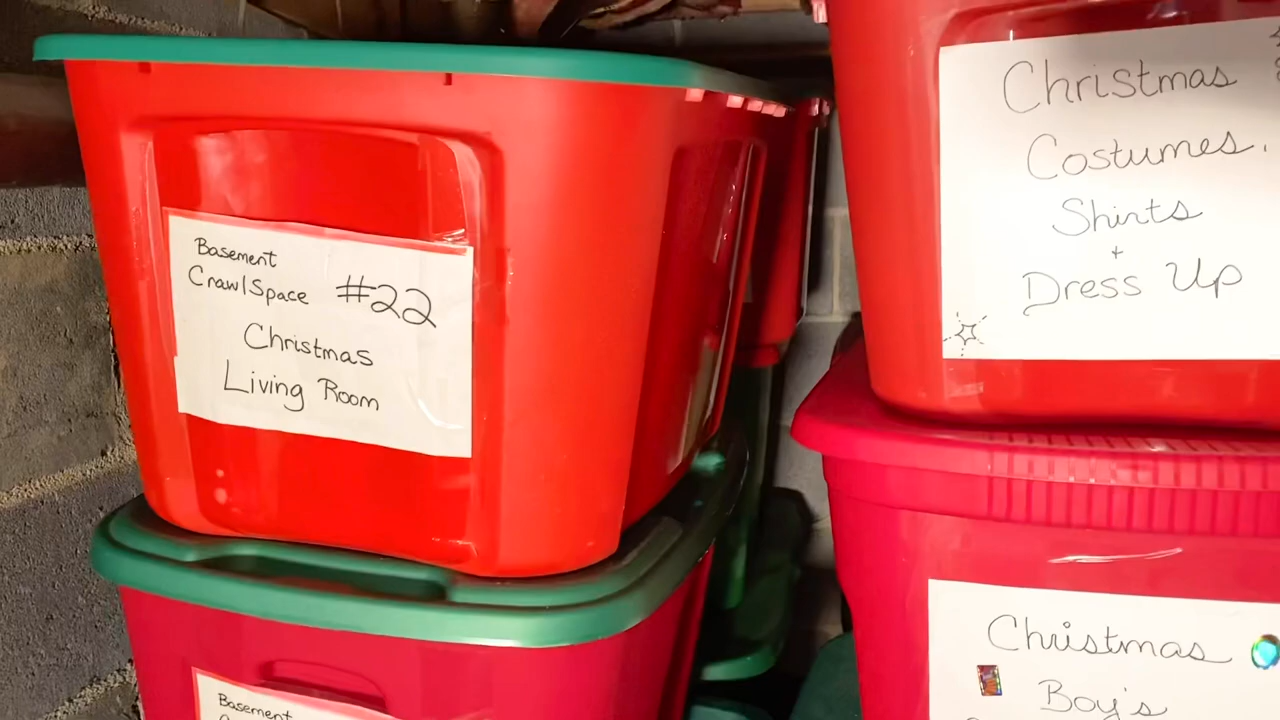 Basement
CrawlSpace #22
Christmas
Living Room
Basement
Christmas
Costumes.
Shirts
+
Dress Up
Christmas
Boy's